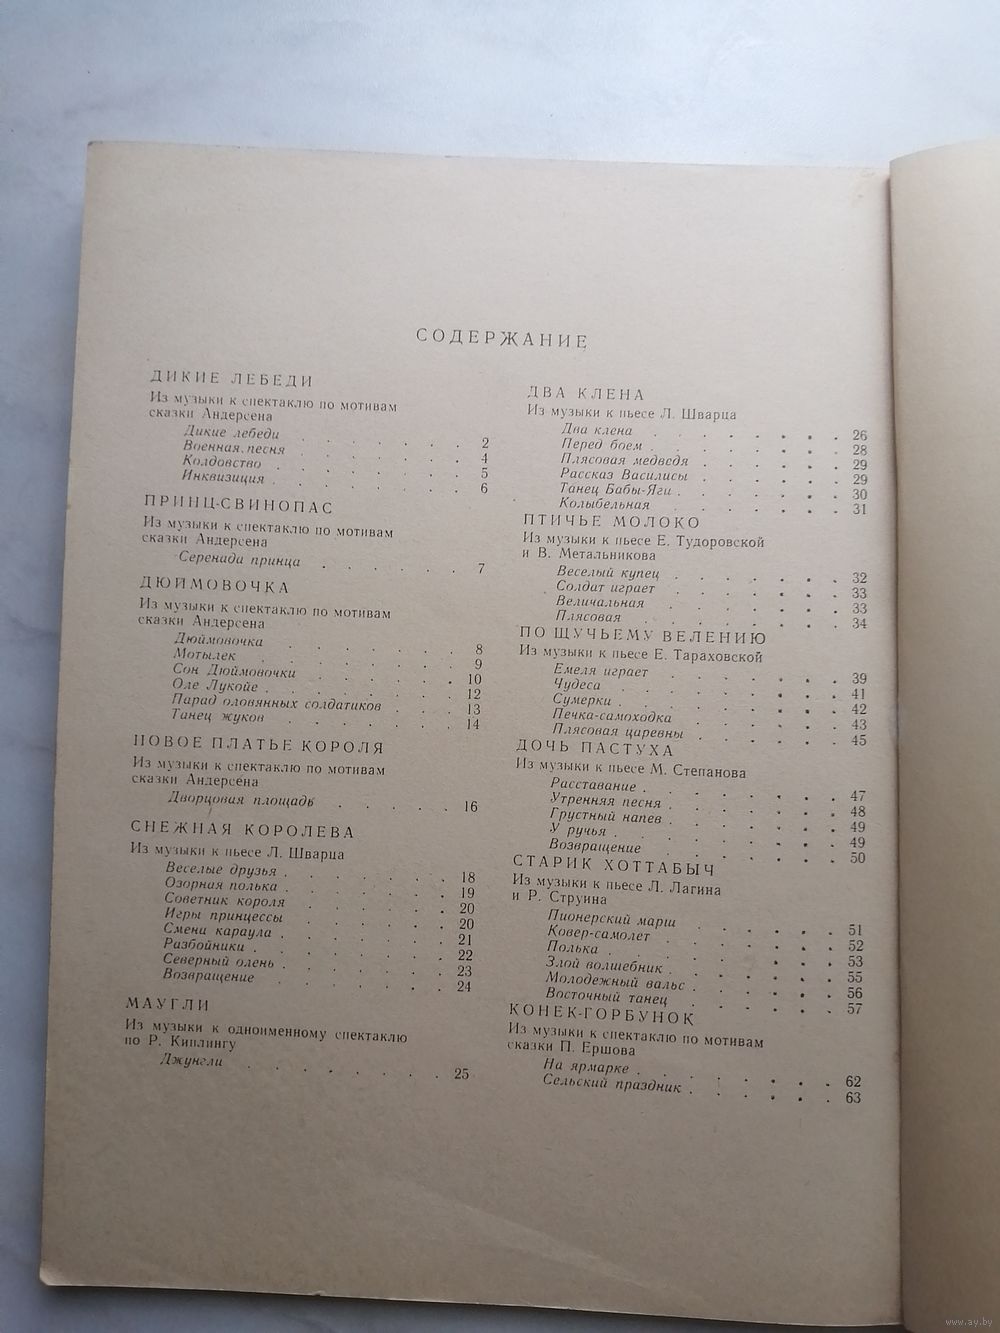 СОДЕРЖАНИЕ
ДИКИЕ ЛЕБЕДИ
Из музыки к спектаклю по мотивам
сказки Андерсена
Дикие лебеди . . . . . . . 2
Военная песня . . . . . . . 4
Колдовство . . . . . . . 5
Инквизиция . . . . . . . 6
ПРИНЦ-СВИНОПАС
Из музыки к спектаклю по мотивам
сказки Андерсена
Серенада принца . . . . . . 7
ДЮЙМОВОЧКА
Из музыки к спектаклю по мотивам
сказки Андерсена
Дюймовочка . . . . . . . 8
Мотылек . . . . . . . 9
Сон Дюймовочки . . . . . . 10
Оле Лукойе . . . . . . . 12
Парад оловянных солдатиков . . . 13
Танец жуков . . . . . . . 14
НОВОЕ ПЛАТЬЕ КОРОЛЯ
Из музыки к спектаклю по мотивам
сказки Андерсена
Дворцовая площадь . . . . . 16
СНЕЖНАЯ КОРОЛЕВА
Из музыки к пьесе Л. Шварца
Веселые друзья . . . . . . 18
Озорная полька . . . . . . 19
Советник короля . . . . . . 20
Игры принцессы . . . . . . 20
Смена караула . . . . . . 21
Разбойники . . . . . . . 22
Северный олень . . . . . . 23
Возвращение . . . . . . . 24
МАУГЛИ
Из музыки к одноименному спектаклю
по Р. Киплингу
Джунгли . . . . . . . . 25
ДВА КЛЕНА
Из музыки к пьесе Л. Шварца
Два клена . . . . . . . . 26
Перед боем . . . . . . . . 28
Плясовая медведя . . . . . . 29
Рассказ Василисы . . . . . . 29
Танец Бабы-Яги . . . . . . . 30
Колыбельная . . . . . . . 31
ПТИЧЬЕ МОЛОКО
Из музыки к пьесе Е. Тудоровской
и В. Метальникова
Веселый купец . . . . . . . 32
Солдат играет . . . . . . . 33
Величальная . . . . . . . 33
Плясовая . . . . . . . . 34
ПО ЩУЧЬЕМУ ВЕЛЕНИЮ
Из музыки к пьесе Е. Тараховской
Емеля играет . . . . . . . 39
Чудеса . . . . . . . . . 41
Сумерки . . . . . . . . . 42
Печка-самоходка . . . . . . 43
Плясовая царевны . . . . . . 45
ДОЧЬ ПАСТУХА
Из музыки к пьесе М. Степанова
Расставание . . . . . . . . 47
Утренняя песня . . . . . . . 48
Грустный напев . . . . . . . 49
У ручья . . . . . . . . . 49
Возвращение . . . . . . . 50
СТАРИК ХОТТАБЫЧ
Из музыки к пьесе Л. Лагина
и Р. Струина
Пионерский марш . . . . . . 51
Ковер-самолет . . . . . . . 52
Полька . . . . . . . . . 53
Злой волшебник . . . . . . . 55
Молодежный вальс . . . . . . 56
Восточный танец . . . . . . 57
КОНЕК-ГОРБУНОК
Из музыки к спектаклю по мотивам
сказки П. Ершова
На ярмарке . . . . . . . . 62
Сельский праздник . . . . . . 63
www.ay.by